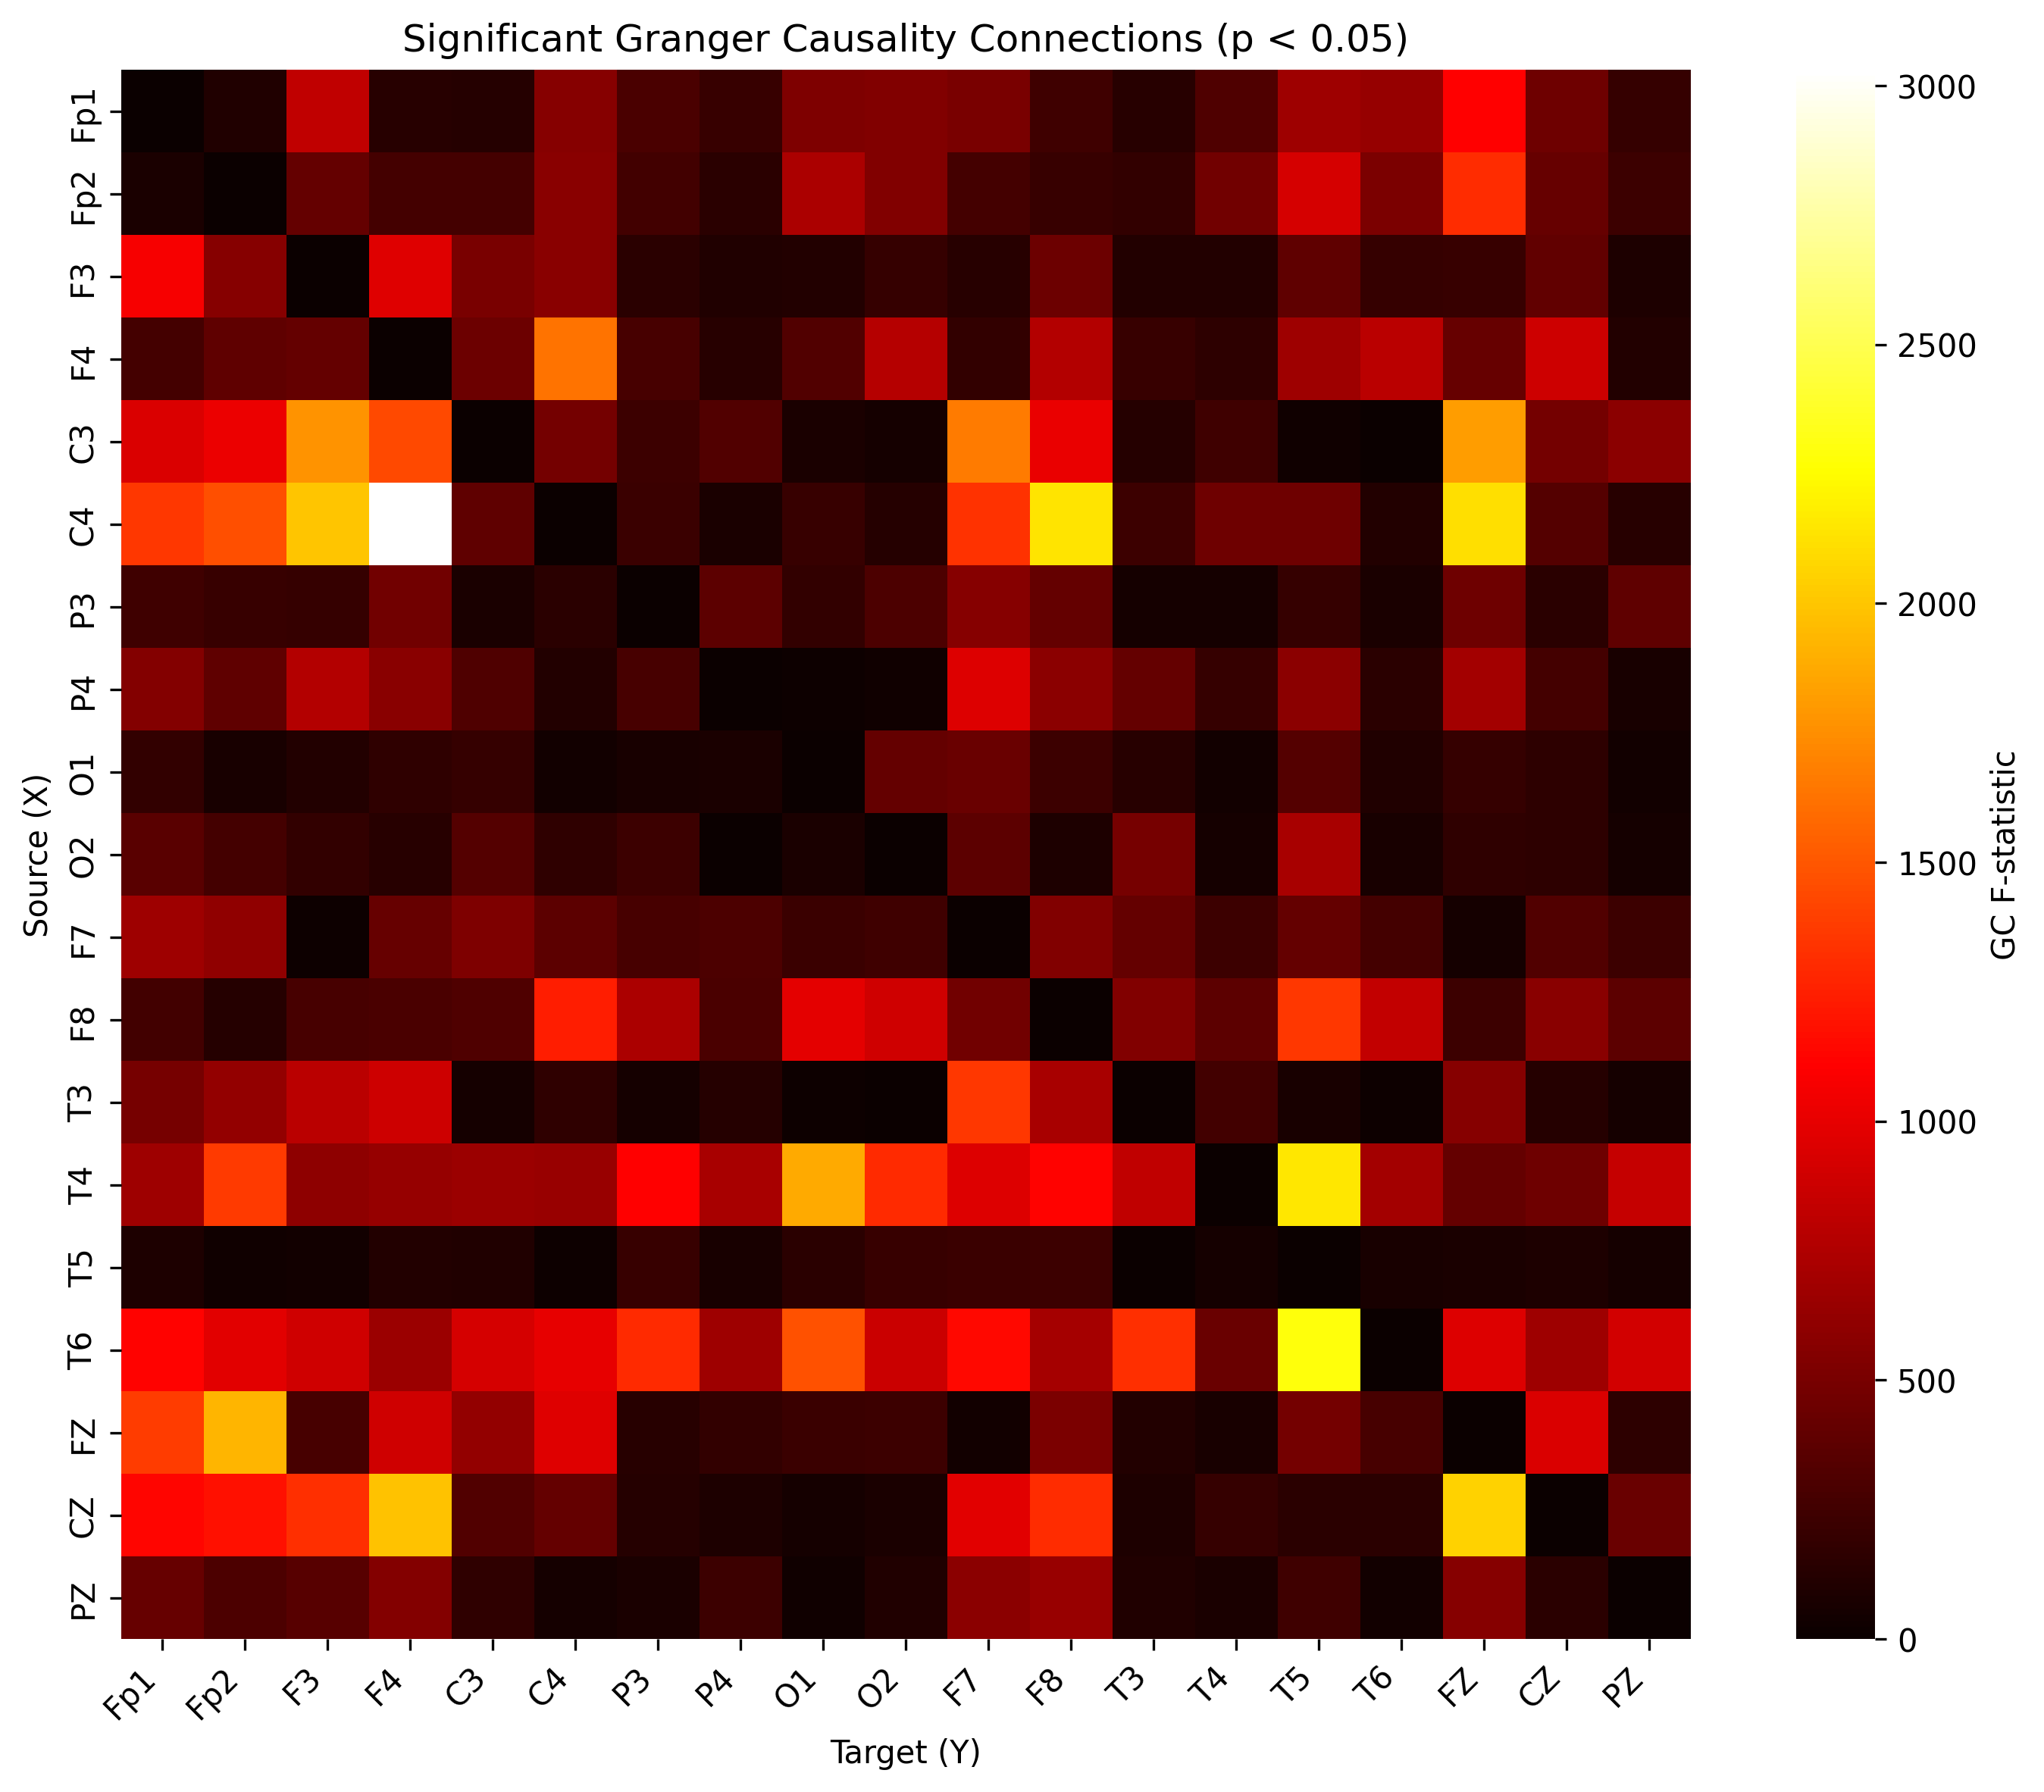 Significant Granger Causality Connections (p < 0.05)
Source (X)
Fp1
Fp2
F3
F4
C3
C4
P3
P4
O1
O2
F7
F8
T3
T4
T5
T6
FZ
CZ
PZ
Fp1 Fp2 F3 F4 C3 C4 P3 P4 O1 O2 F7 F8 T3 T4 T5 T6 FZ CZ PZ
Target (Y)
3000
2500
2000
1500
1000
500
0
GC F-statistic